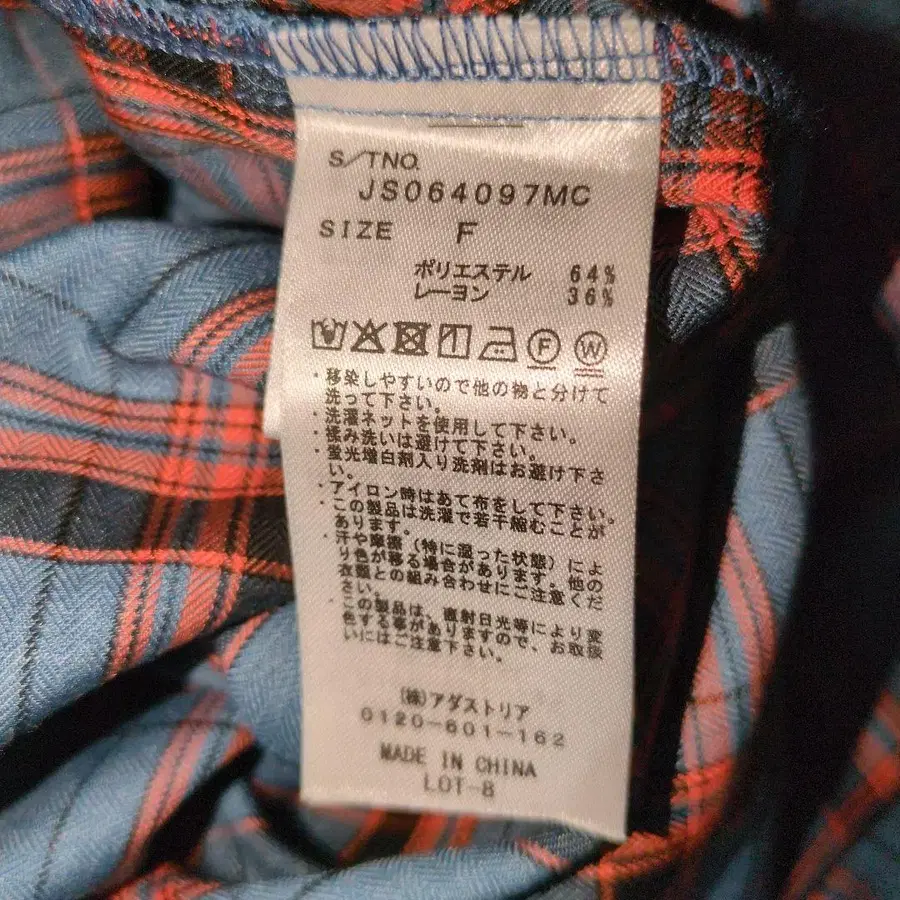 S/TNO.
JS064097MC
SIZE F
ポリエステル 64%
レーヨン 36%
F W
・移染しやすいので他の物と分けて
洗って下さい。
・洗濯ネットを使用して下さい。
・揉み洗いは避けて下さい。
・蛍光増白剤入り洗剤はお避け下さ
い。
・アイロン時はあて布をして下さい。
・この製品は洗濯で若干縮むことが
あります。
・汗や摩擦(特に湿った状態)によ
り色が移る場合があります。他の
衣類との組み合わせにご注意くだ
さい。
・この製品は、直射日光等により変
色する事がありますので、お取扱
いにはご注意下さい。
(株)アダストリア
0120-601-162
MADE IN CHINA
LOT-8